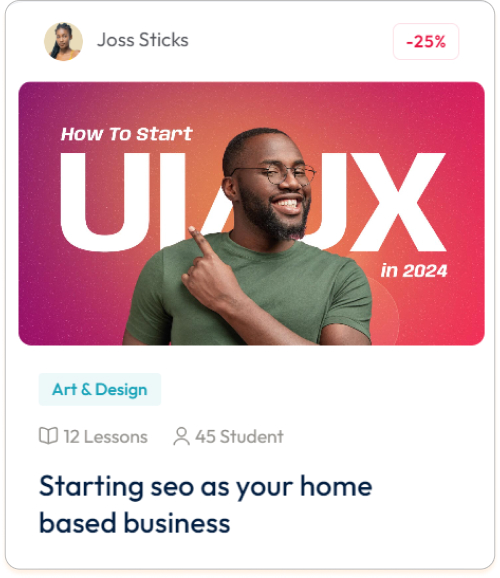 Joss Sticks
-25%
How To Start
UI/UX
in 2024
Art & Design
12 Lessons
45 Student
Starting seo as your home
based business